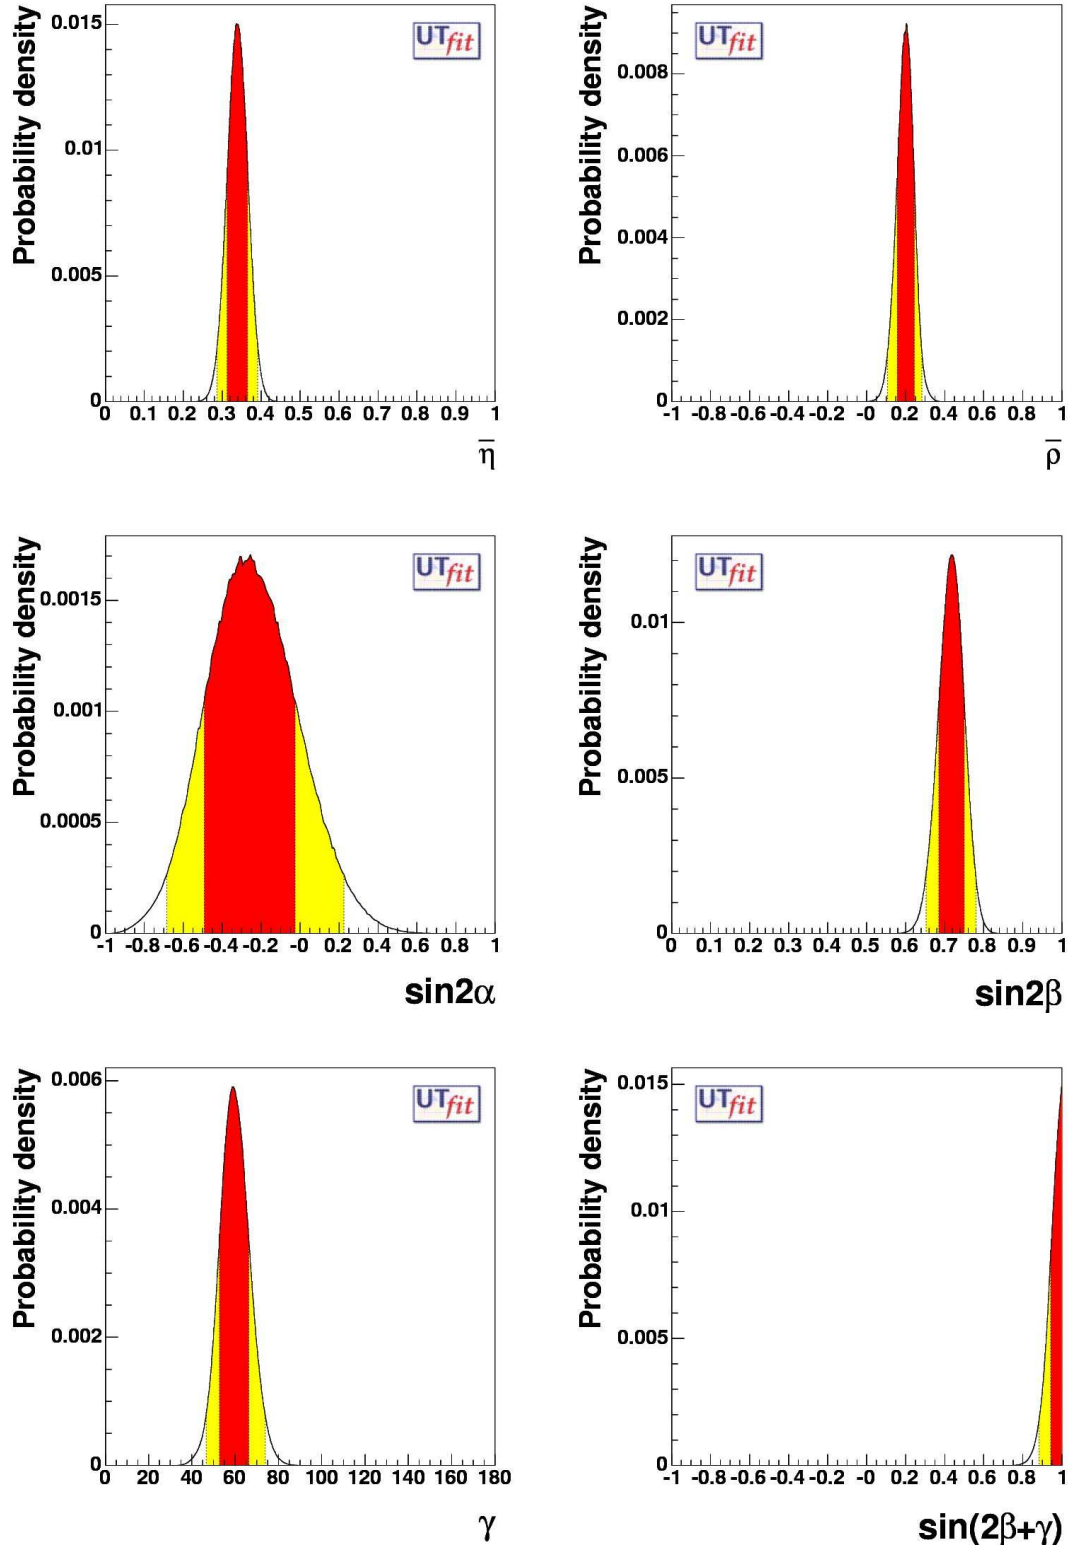 Probability density
0.015
0.01
0.005
0
0 0.1 0.2 0.3 0.4 0.5 0.6 0.7 0.8 0.9 1
η̅
UTfit
Probability density
0.008
0.006
0.004
0.002
0
-1 -0.8 -0.6 -0.4 -0.2 -0 0.2 0.4 0.6 0.8 1
ρ̅
UTfit
Probability density
0.0015
0.001
0.0005
0
-1 -0.8 -0.6 -0.4 -0.2 -0 0.2 0.4 0.6 0.8 1
sin2α
UTfit
Probability density
0.01
0.005
0
0 0.1 0.2 0.3 0.4 0.5 0.6 0.7 0.8 0.9 1
sin2β
UTfit
Probability density
0.006
0.004
0.002
0
0 20 40 60 80 100 120 140 160 180
γ
UTfit
Probability density
0.015
0.01
0.005
0
-1 -0.8 -0.6 -0.4 -0.2 -0 0.2 0.4 0.6 0.8 1
sin(2β+γ)
UTfit